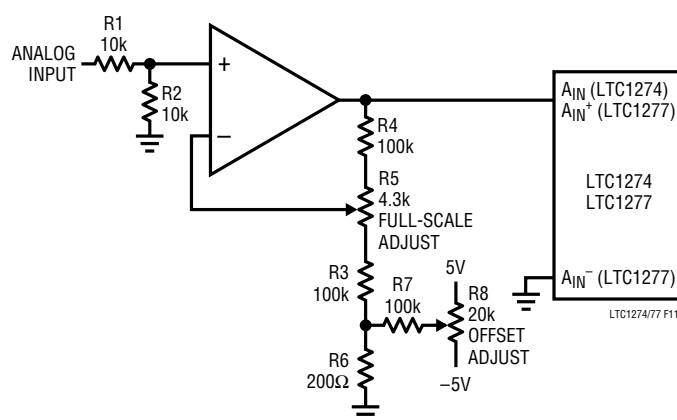 R1
10k
ANALOG
INPUT
R2
10k
+
−
R4
100k
R5
4.3k
FULL-SCALE
ADJUST
R3
100k
R7
100k
5V
R8
20k
OFFSET
ADJUST
−5V
R6
200Ω
AIN (LTC1274)
AIN+ (LTC1277)
LTC1274
LTC1277
AIN− (LTC1277)
LTC1274/77 F11